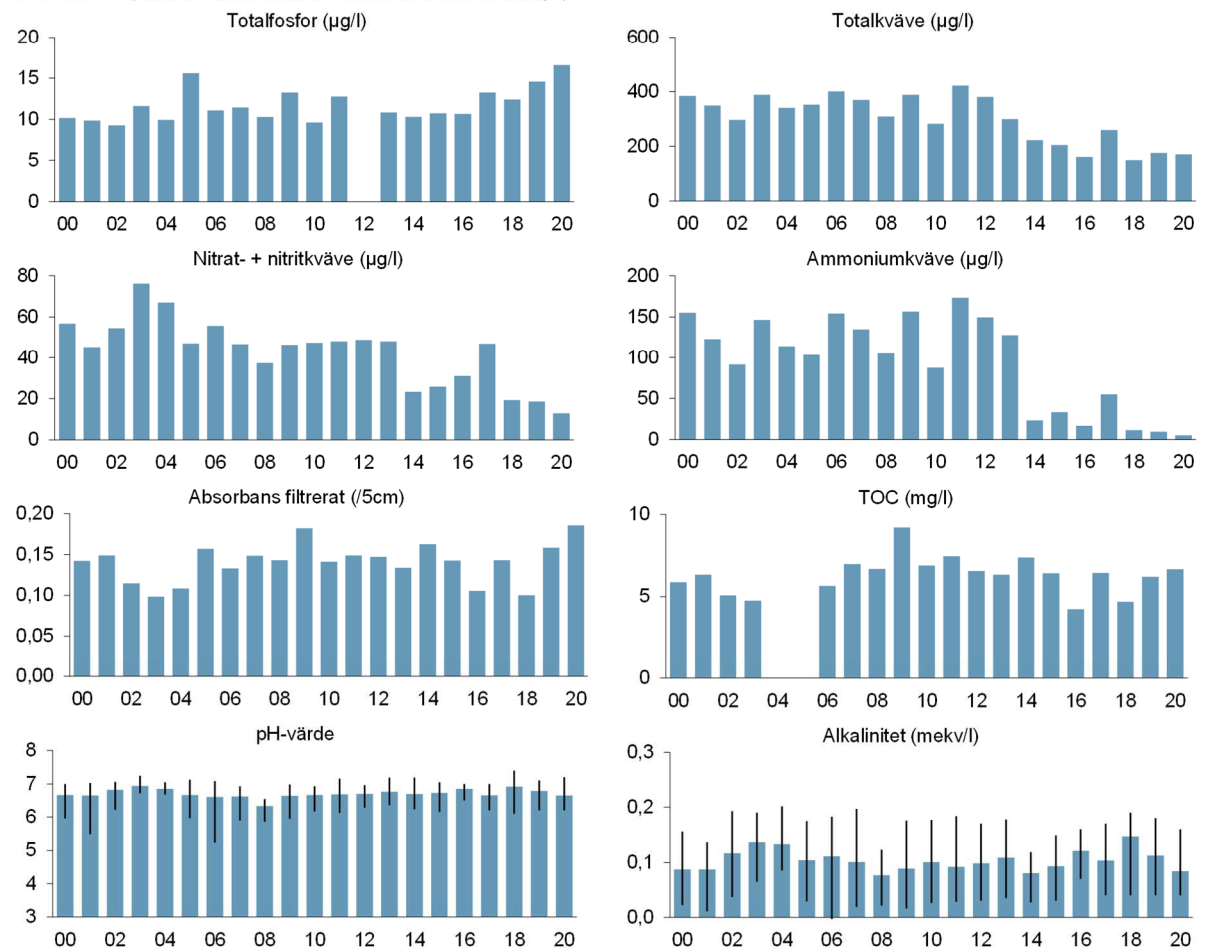 Totalfosfor (µg/l)
20
15
10
5
0
00 02 04 06 08 10 12 14 16 18 20
Totalkväve (µg/l)
600
400
200
0
00 02 04 06 08 10 12 14 16 18 20
Nitrat- + nitritkväve (µg/l)
80
60
40
20
0
00 02 04 06 08 10 12 14 16 18 20
Ammoniumkväve (µg/l)
200
150
100
50
0
00 02 04 06 08 10 12 14 16 18 20
Absorbans filtrerat (/5cm)
0,20
0,15
0,10
0,05
0,00
00 02 04 06 08 10 12 14 16 18 20
TOC (mg/l)
10
5
0
00 02 04 06 08 10 12 14 16 18 20
pH-värde
8
7
6
5
4
3
00 02 04 06 08 10 12 14 16 18 20
Alkalinitet (mekv/l)
0,3
0,2
0,1
0,0
00 02 04 06 08 10 12 14 16 18 20